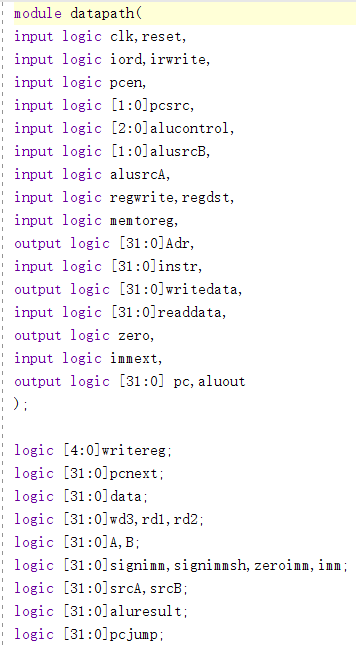 module datapath(
input logic clk,reset,
input logic iord,irwrite,
input logic pcen,
input logic [1:0]pcsrc,
input logic [2:0]alucontrol,
input logic [1:0]alusrcB,
input logic alusrcA,
input logic regwrite,regdst,
input logic memtoreg,
output logic [31:0]Adr,
input logic [31:0]instr,
output logic [31:0]writedata,
input logic [31:0]readdata,
output logic zero,
input logic immext,
output logic [31:0] pc,aluout
);
logic [4:0]writereg;
logic [31:0]pcnext;
logic [31:0]data;
logic [31:0]wd3,rd1,rd2;
logic [31:0]A,B;
logic [31:0]signimm,signimmsh,zeroimm,imm;
logic [31:0]srcA,srcB;
logic [31:0]aluresult;
logic [31:0]pcjump;